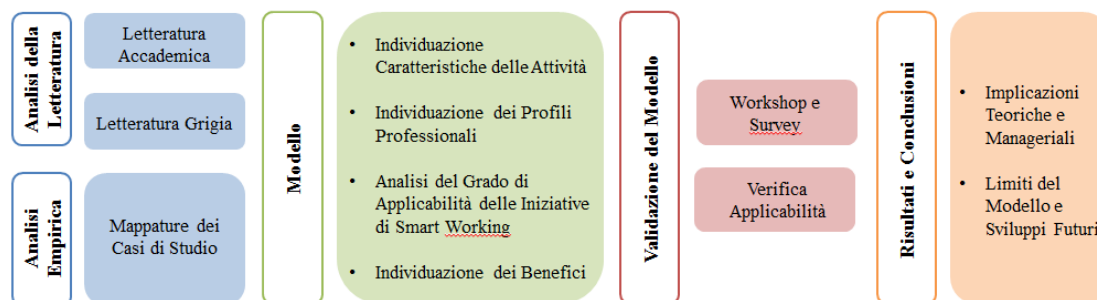 Analisi della
Letteratura
Letteratura
Accademica
Letteratura Grigia
Analisi
Empirica
Mappature dei
Casi di Studio
Modello
• Individuazione
Caratteristiche delle Attività
• Individuazione dei Profili
Professionali
• Analisi del Grado di
Applicabilità delle Iniziative
di Smart Working
• Individuazione dei Benefici
Validazione del Modello
Workshop e
Survey
Verifica
Applicabilità
Risultati e Conclusioni
• Implicazioni
Teoriche e
Manageriali
• Limiti del
Modello e
Sviluppi Futuri